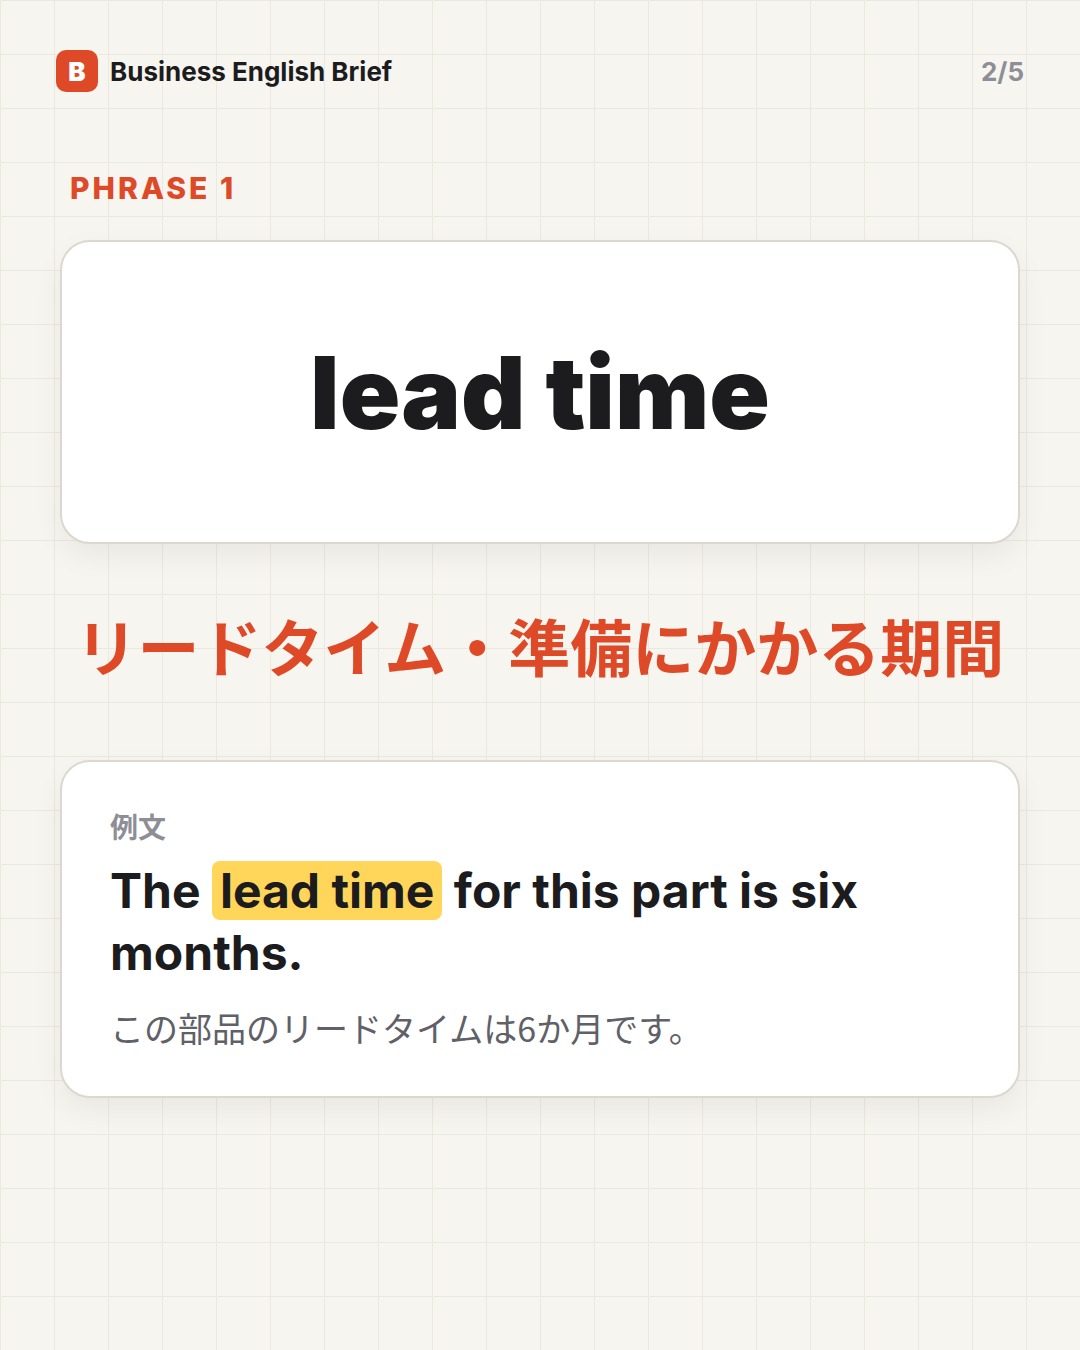 B Business English Brief 2/5
PHRASE 1
lead time
リードタイム・準備にかかる期間
例文
The lead time for this part is six
months.
この部品のリードタイムは6か月です。